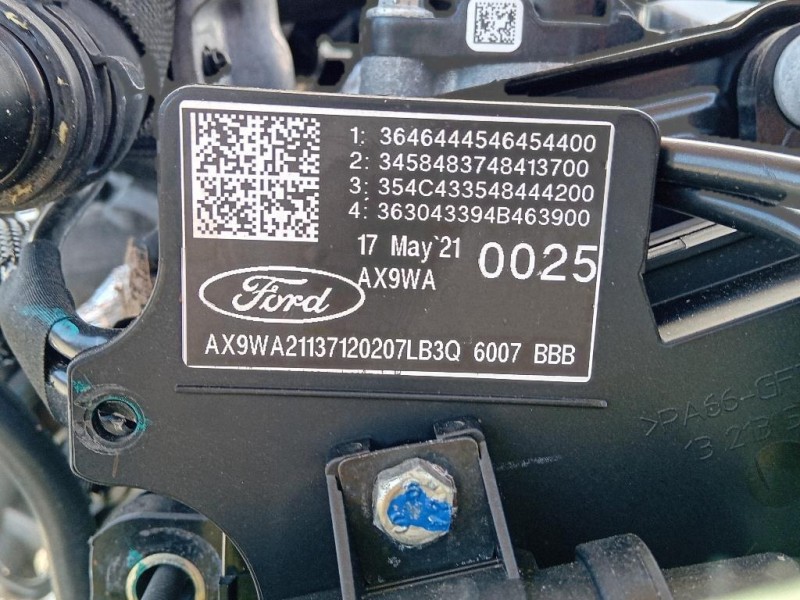 1: 3646444546454400
2: 3458483748413700
3: 354C433548444200
4: 363043394B463900
17 May`21 0025
AX9WA
Ford
AX9WA21137120207LB3Q 6007 BBB